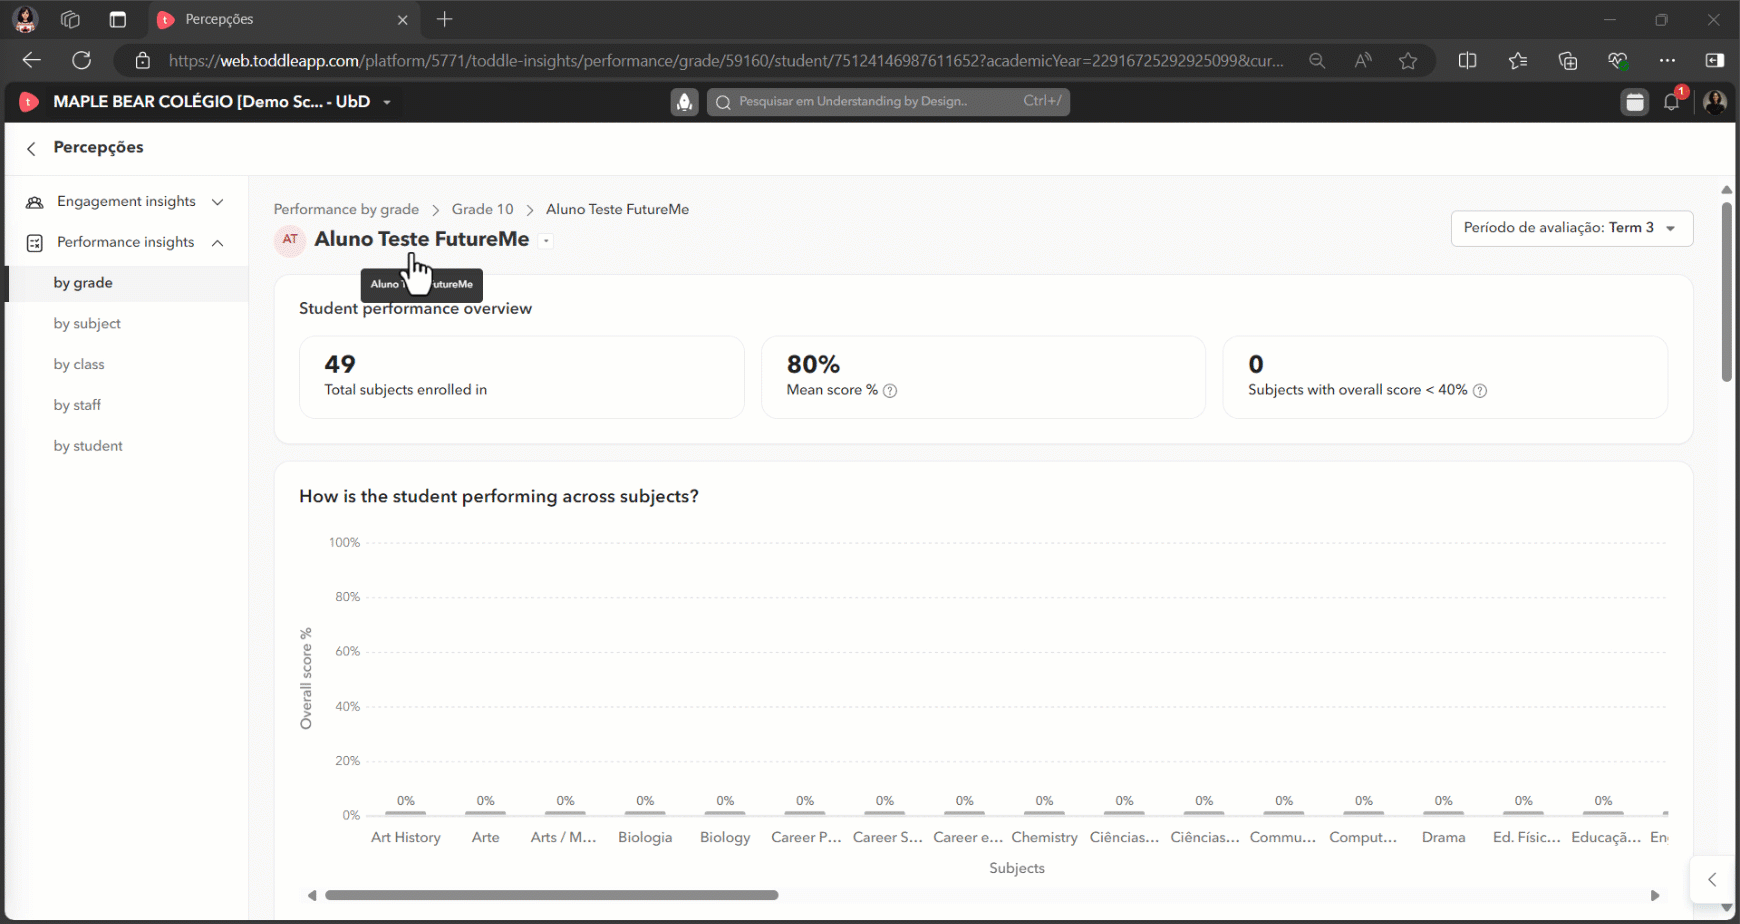 Percepções
https://web.toddleapp.com/platform/5771/toddle-insights/performance/grade/59160/student/75124146987611652?academicYear=22916725292925099&cur...
MAPLE BEAR COLÉGIO [Demo Sc... - UbD
Pesquisar em Understanding by Design.. Ctrl+/
1
Percepções
Engagement insights
Performance insights
by grade
by subject
by class
by staff
by student
Performance by grade > Grade 10 > Aluno Teste FutureMe
AT Aluno Teste FutureMe
Período de avaliação: Term 3
Aluno utureMe
Student performance overview
49
Total subjects enrolled in
80%
Mean score %
0
Subjects with overall score < 40%
How is the student performing across subjects?
Overall score %
100%
80%
60%
40%
20%
0%
0% 0% 0% 0% 0% 0% 0% 0% 0% 0% 0% 0% 0% 0% 0% 0%
Art History Arte Arts / M... Biologia Biology Career P... Career S... Career e... Chemistry Ciências... Ciências... Commu... Comput... Drama Ed. Físic... Educaçã... En
Subjects